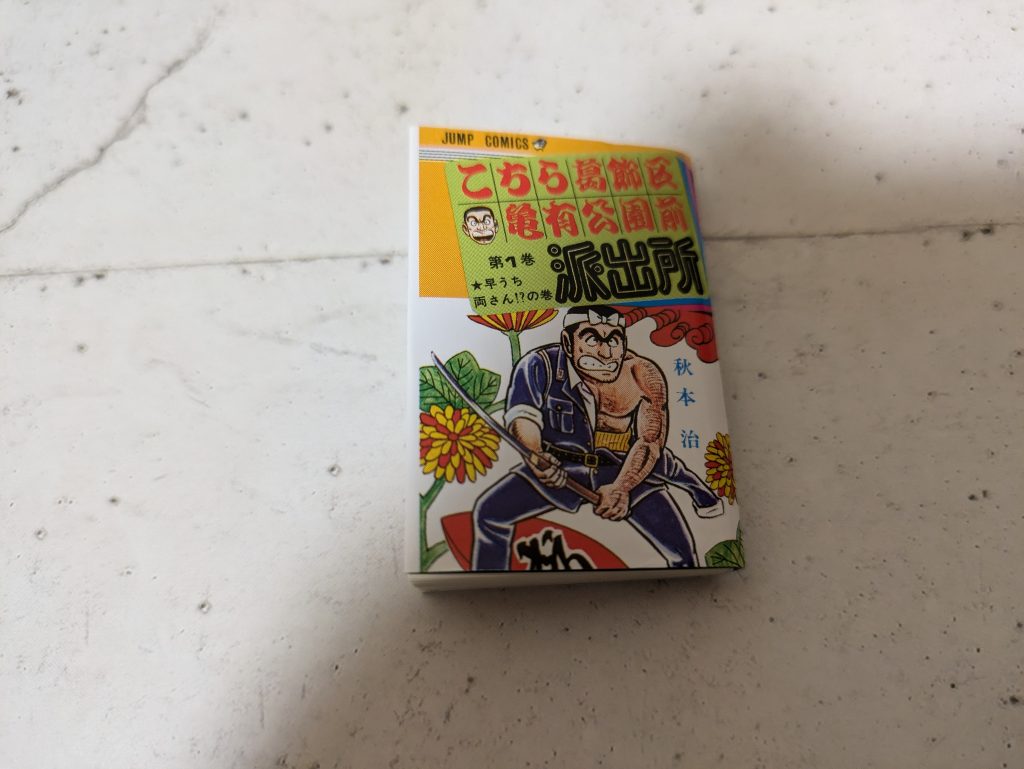 JUMP COMICS
こちら葛飾区
亀有公園前
派出所
第1巻
★早うち
両さん!?の巻
秋本 治